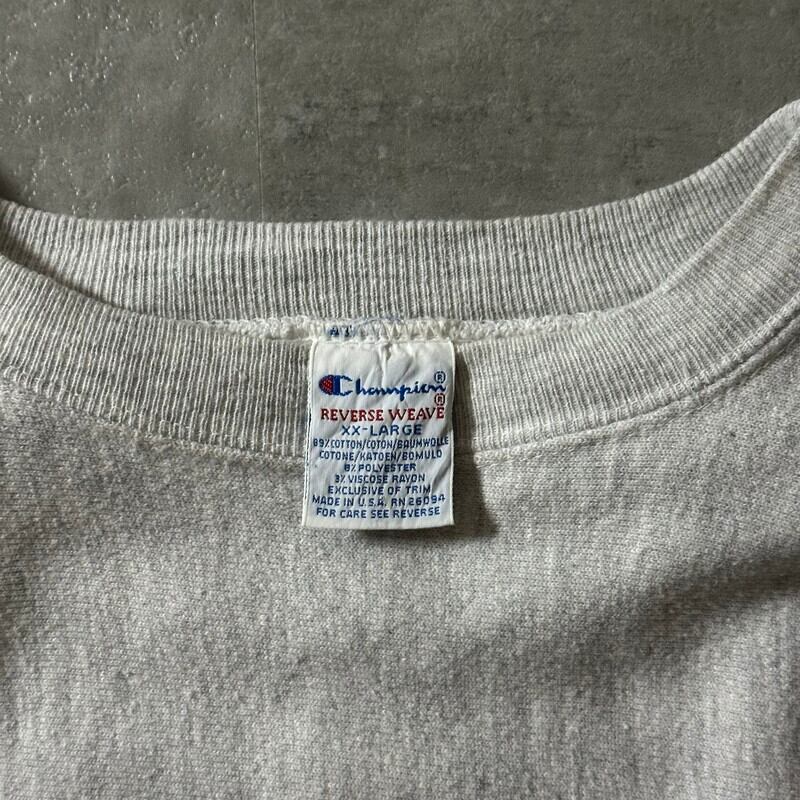 Champion®
REVERSE WEAVE®
XX-LARGE
89% COTTON/COTON/BAUMWOLLE
COTONE/KATOEN/BOMULD
8% POLYESTER
3% VISCOSE RAYON
EXCLUSIVE OF TRIM
MADE IN U.S.A. RN 26094
FOR CARE SEE REVERSE